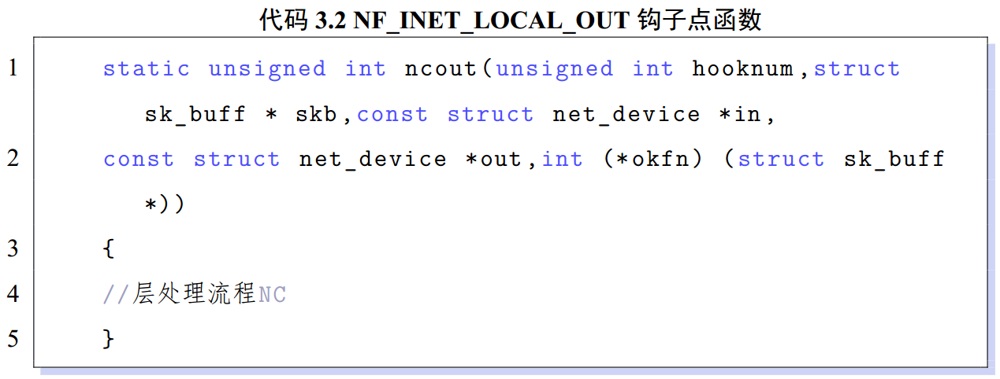 代码 3.2 NF_INET_LOCAL_OUT 钩子点函数
1 static unsigned int ncout(unsigned int hooknum,struct
sk_buff * skb,const struct net_device *in,
2 const struct net_device *out,int (*okfn) (struct sk_buff
*))
3 {
4 //层处理流程NC
5 }